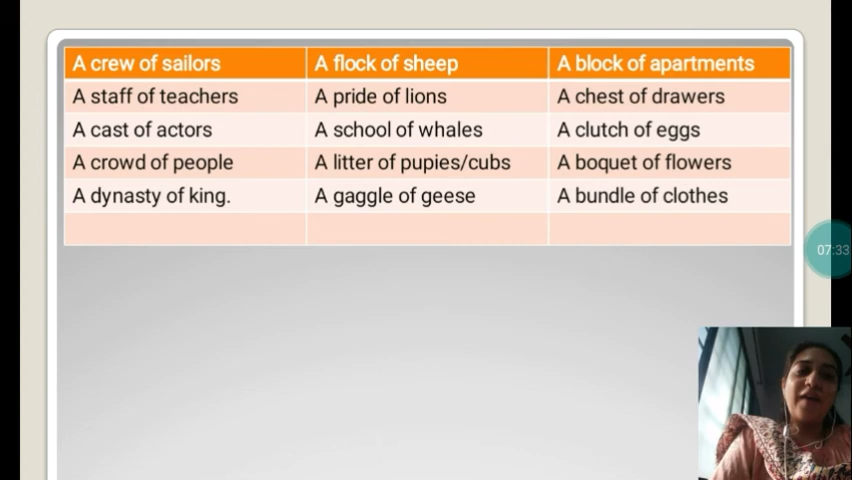 A crew of sailors A flock of sheep A block of apartments
A staff of teachers A pride of lions A chest of drawers
A cast of actors A school of whales A clutch of eggs
A crowd of people A litter of pupies/cubs A boquet of flowers
A dynasty of king. A gaggle of geese A bundle of clothes
07:33